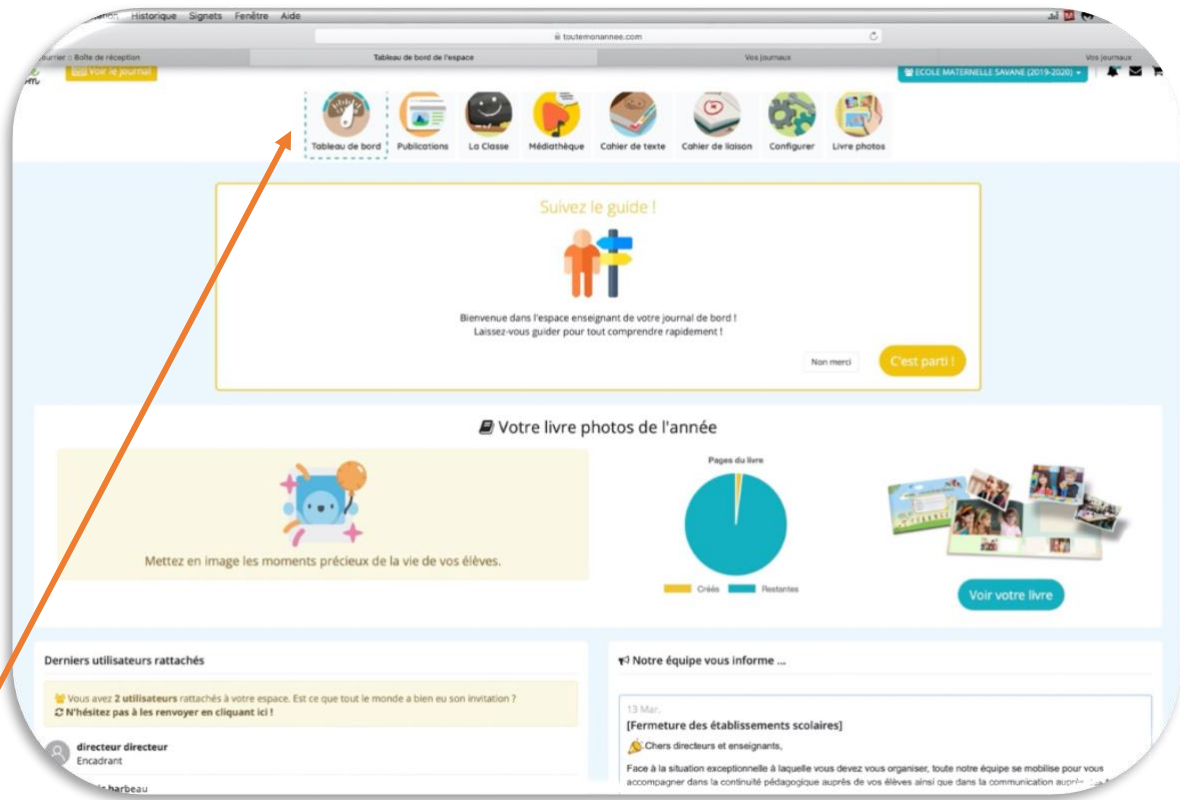 Historique Signets Fenêtre Aide
toutemonannee.com
Boîte de réception
Tableau de bord de l'espace
Vos journaux
Vos journaux
Voir le journal
ECOLE MATERNELLE SAVANE (2019-2020)
Tableau de bord
Publications
La Classe
Médiathèque
Cahier de texte
Cahier de liaison
Configurer
Livre photos
Suivez le guide !
Bienvenue dans l'espace enseignant de votre journal de bord !
Laissez-vous guider pour tout comprendre rapidement !
Non merci
C'est parti !
Votre livre photos de l'année
Mettez en image les moments précieux de la vie de vos élèves.
Pages du livre
Créés
Restantes
Voir votre livre
Derniers utilisateurs rattachés
Vous avez 2 utilisateurs rattachés à votre espace. Est ce que tout le monde a bien eu son invitation ?
N'hésitez pas à les renvoyer en cliquant ici !
directeur directeur
Encadrant
harbeau
Notre équipe vous informe ...
13 Mar.
[Fermeture des établissements scolaires]
Chers directeurs et enseignants,
Face à la situation exceptionnelle à laquelle vous devez vous organiser, toute notre équipe se mobilise pour vous
accompagner dans la continuité pédagogique auprès de vos élèves ainsi que dans la communication auprès